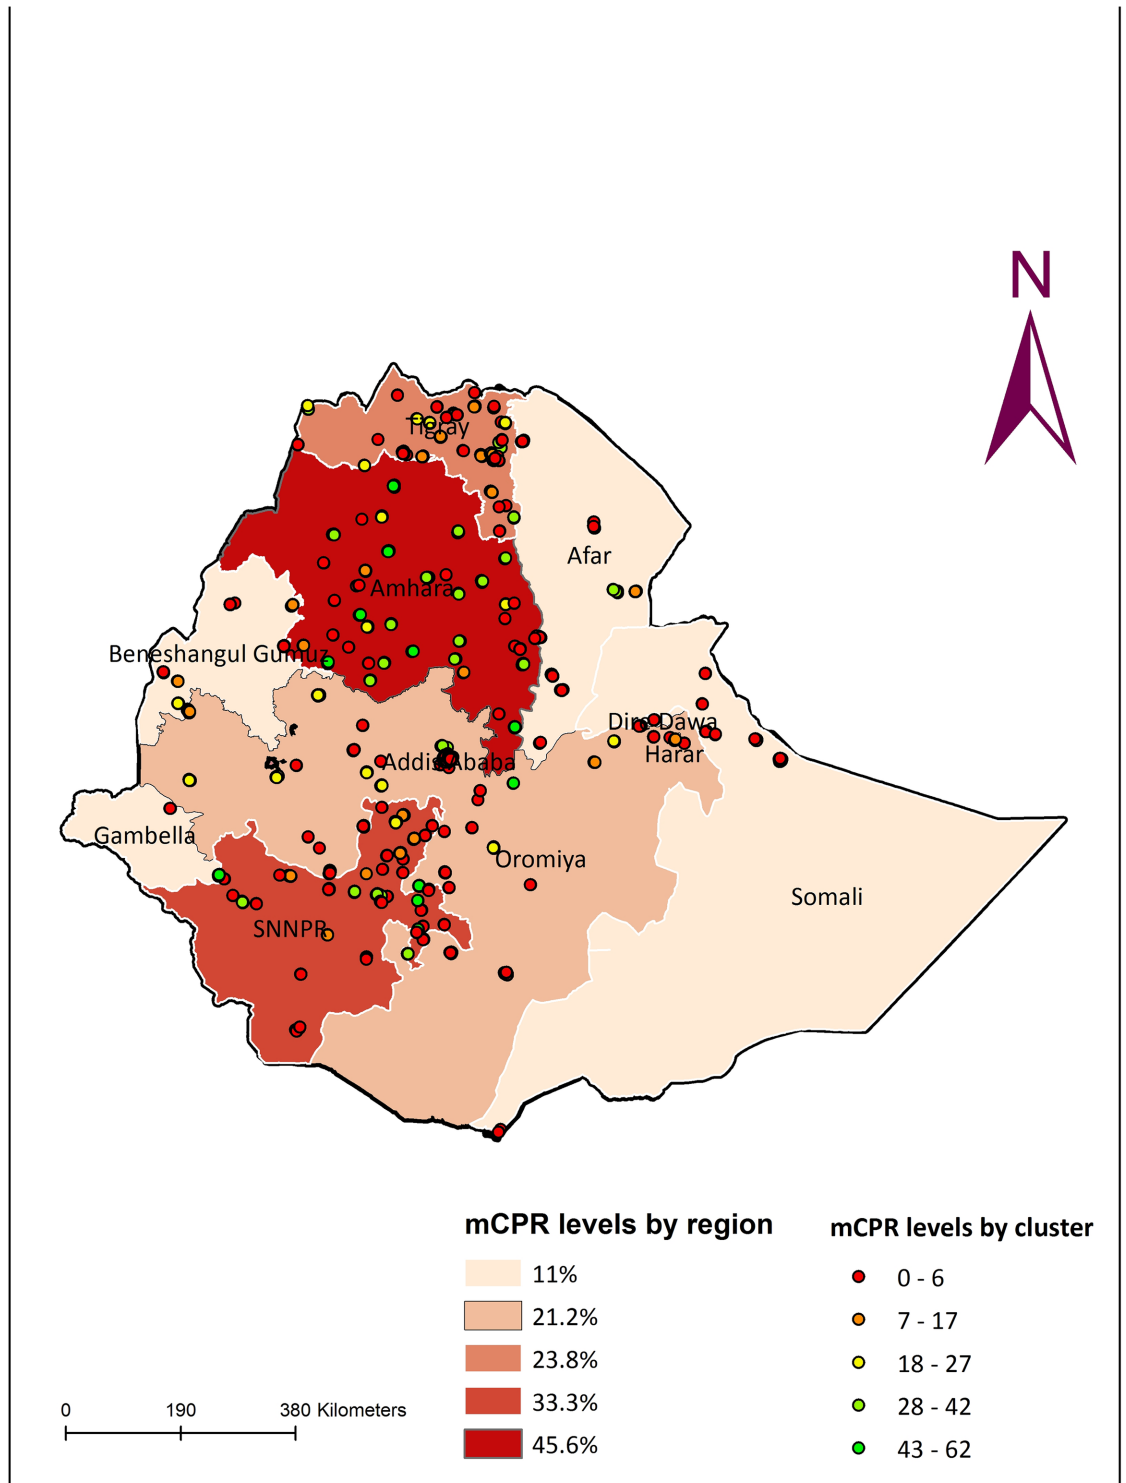 N
Tigray
Afar
Amhara
Beneshangul Gumuz
Dire Dawa
Harar
Addis Ababa
Gambella
Oromiya
Somali
SNNPR
mCPR levels by region
11%
21.2%
23.8%
33.3%
45.6%
mCPR levels by cluster
0 - 6
7 - 17
18 - 27
28 - 42
43 - 62
0 190 380 Kilometers